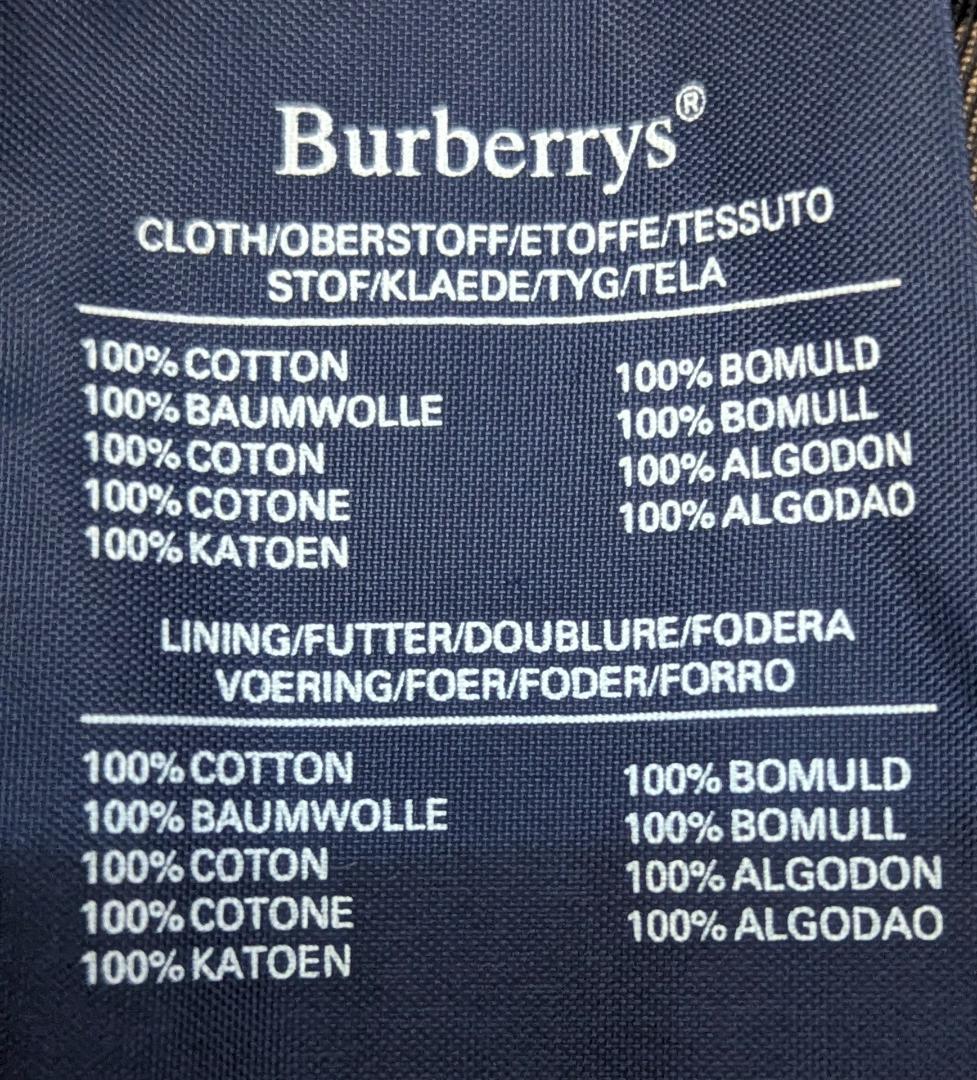 Burberrys®
CLOTH/OBERSTOFF/ETOFFE/TESSUTO
STOF/KLAEDE/TYG/TELA
100% COTTON
100% BAUMWOLLE
100% COTON
100% COTONE
100% KATOEN
100% BOMULD
100% BOMULL
100% ALGODON
100% ALGODAO
LINING/FUTTER/DOUBLURE/FODERA
VOERING/FOER/FODER/FORRO
100% COTTON
100% BAUMWOLLE
100% COTON
100% COTONE
100% KATOEN
100% BOMULD
100% BOMULL
100% ALGODON
100% ALGODAO